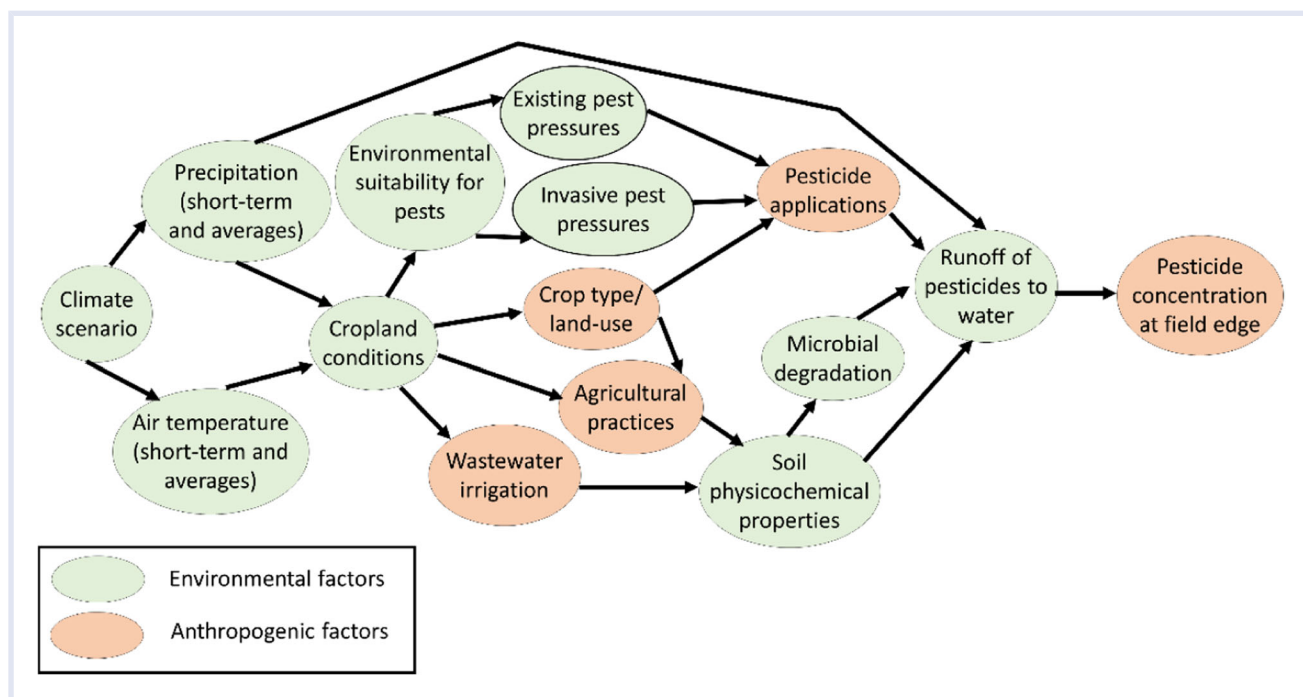 Existing pest
pressures
Environmental
suitability for
pests
Precipitation
(short-term
and averages)
Invasive pest
pressures
Pesticide
applications
Climate
scenario
Cropland
conditions
Crop type/
land-use
Runoff of
pesticides to
water
Pesticide
concentration
at field edge
Microbial
degradation
Agricultural
practices
Air temperature
(short-term and
averages)
Wastewater
irrigation
Soil
physicochemical
properties
Environmental factors
Anthropogenic factors